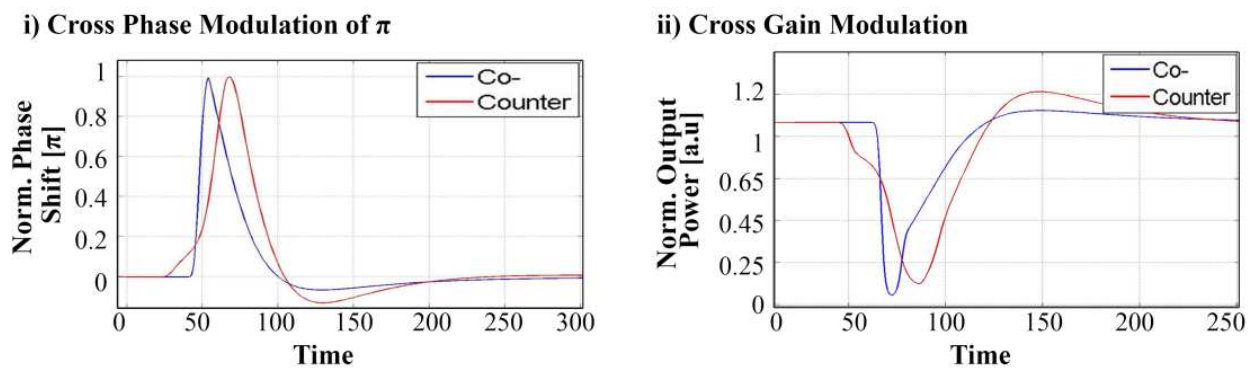 i) Cross Phase Modulation of π
Norm. Phase
Shift [π]
1
0.8
0.6
0.4
0.2
0
0
50
100
150
200
250
300
Time
Co-
Counter
ii) Cross Gain Modulation
Norm. Output
Power [a.u]
1.2
1
0.65
0.45
0.25
0
0
50
100
150
200
250
Time
Co-
Counter